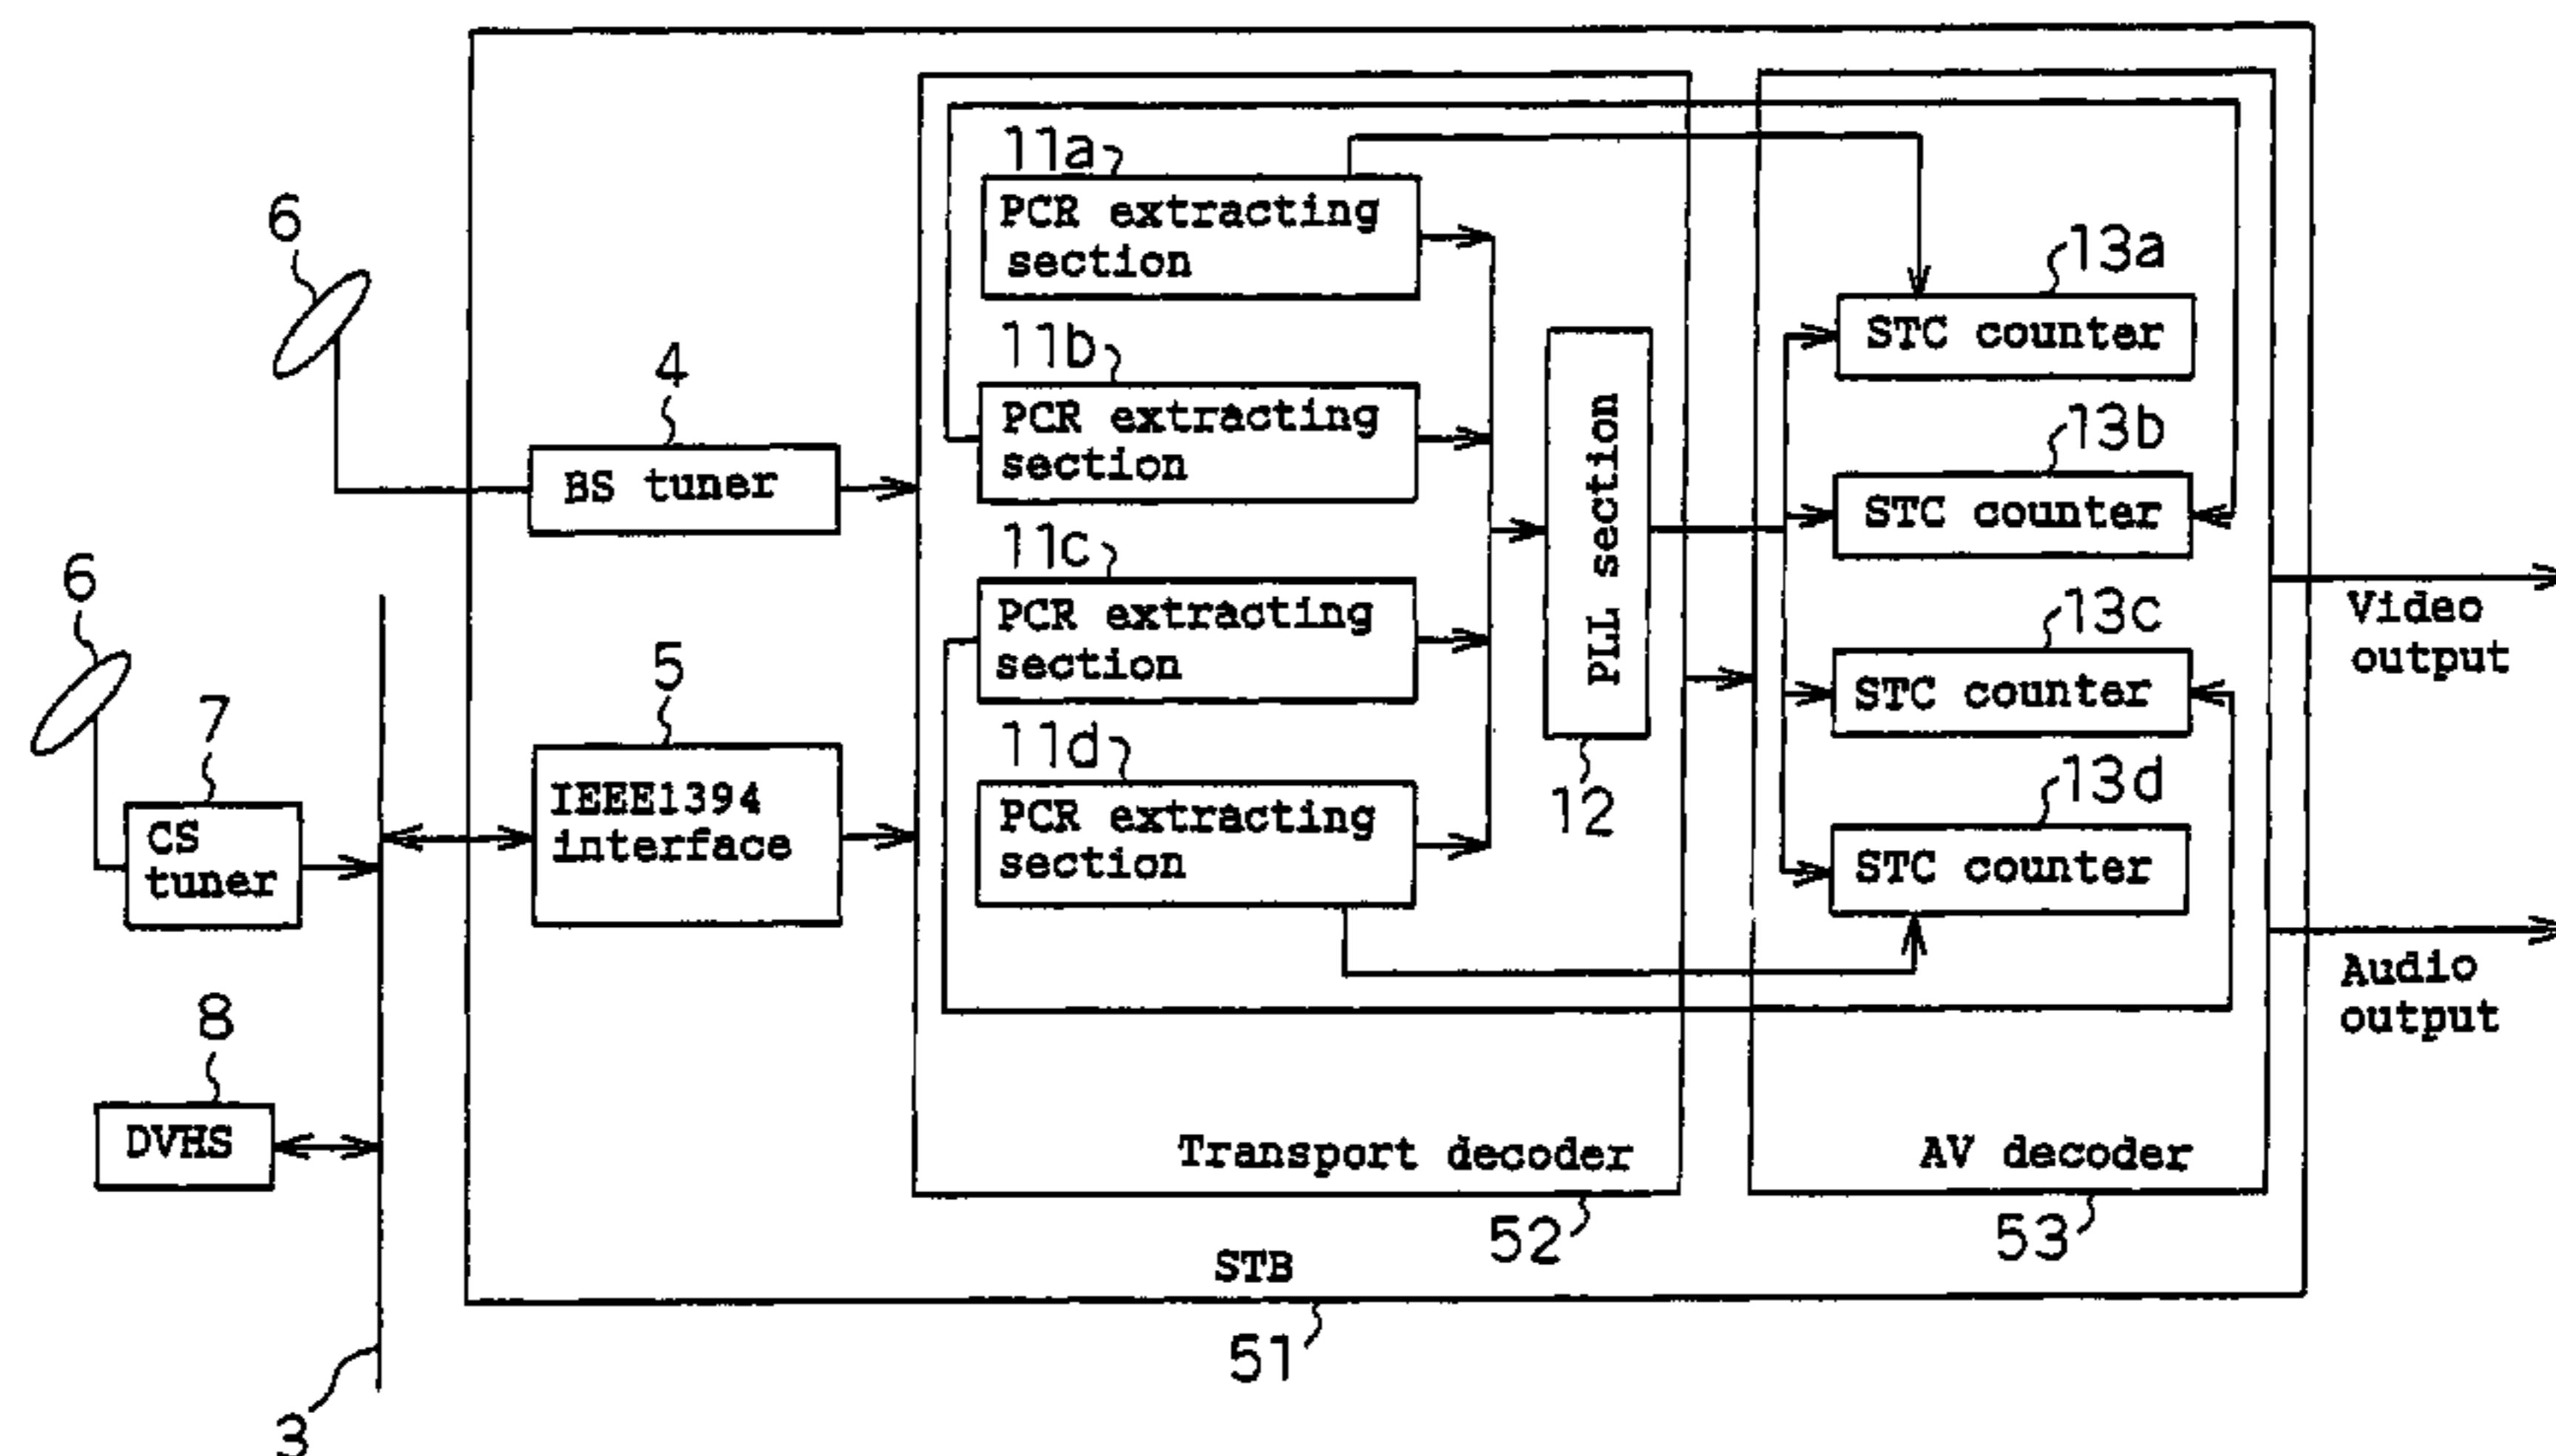 11a
PCR extracting
section
6
13a
STC counter
11b
PCR extracting
section
4
BS tuner
13b
STC counter
PLL section
12
11c
PCR extracting
section
6
13c
STC counter
Video
output
5
IEEE1394
interface
7
CS
tuner
11d
PCR extracting
section
13d
STC counter
Audio
output
8
DVHS
Transport decoder
52
AV decoder
53
STB
51
3